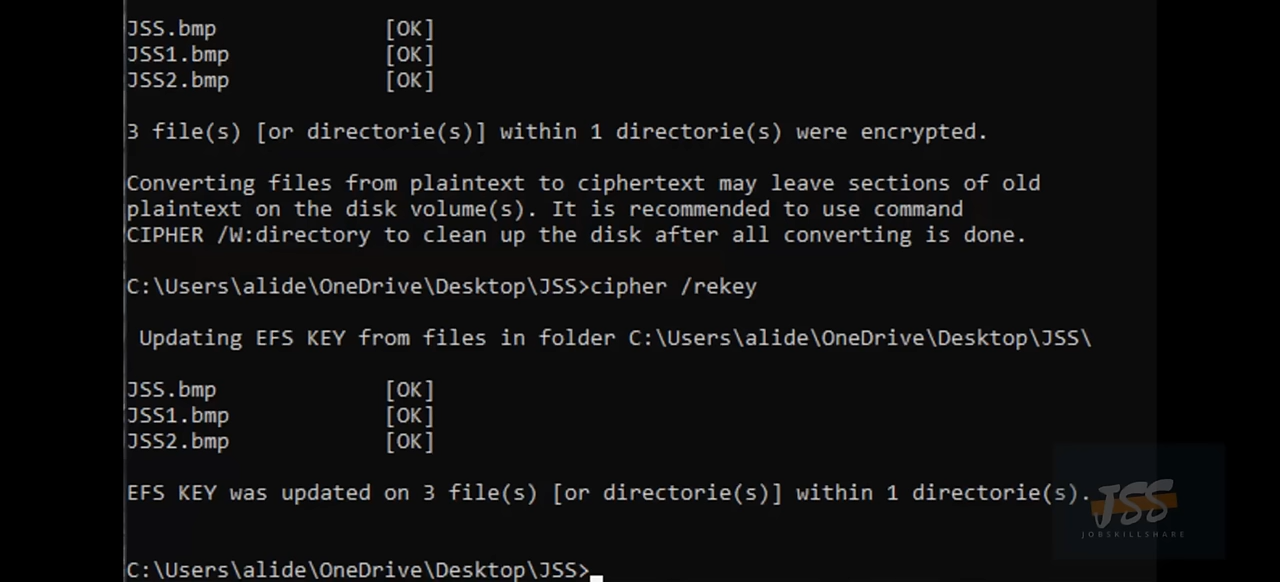 JSS.bmp [OK]
JSS1.bmp [OK]
JSS2.bmp [OK]
3 file(s) [or directorie(s)] within 1 directorie(s) were encrypted.
Converting files from plaintext to ciphertext may leave sections of old
plaintext on the disk volume(s). It is recommended to use command
CIPHER /W:directory to clean up the disk after all converting is done.
C:\Users\alide\OneDrive\Desktop\JSS>cipher /rekey
Updating EFS KEY from files in folder C:\Users\alide\OneDrive\Desktop\JSS\
JSS.bmp [OK]
JSS1.bmp [OK]
JSS2.bmp [OK]
EFS KEY was updated on 3 file(s) [or directorie(s)] within 1 directorie(s).
JSS
JOBSKILLSHARE
C:\Users\alide\OneDrive\Desktop\JSS>